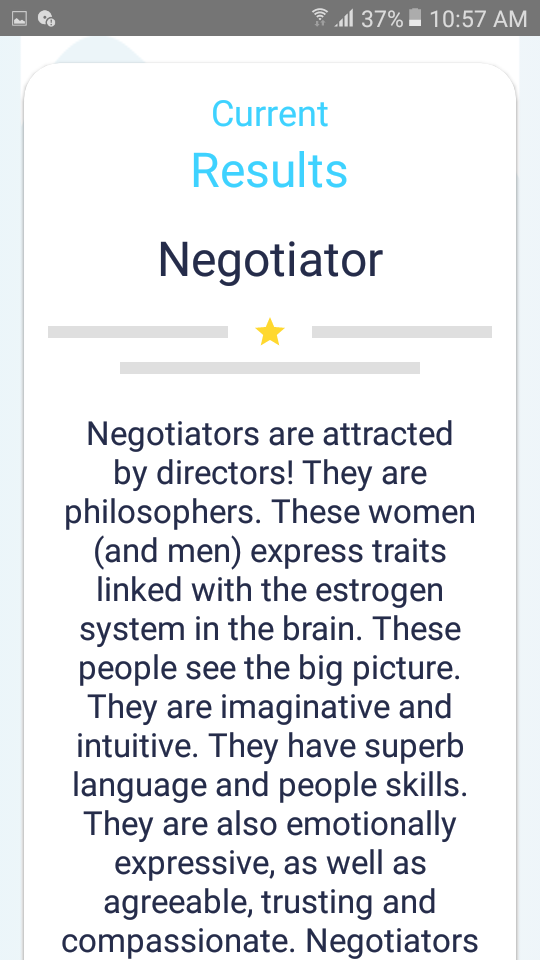 37% 10:57 AM
Current
Results
Negotiator
Negotiators are attracted
by directors! They are
philosophers. These women
(and men) express traits
linked with the estrogen
system in the brain. These
people see the big picture.
They are imaginative and
intuitive. They have superb
language and people skills.
They are also emotionally
expressive, as well as
agreeable, trusting and
compassionate. Negotiators